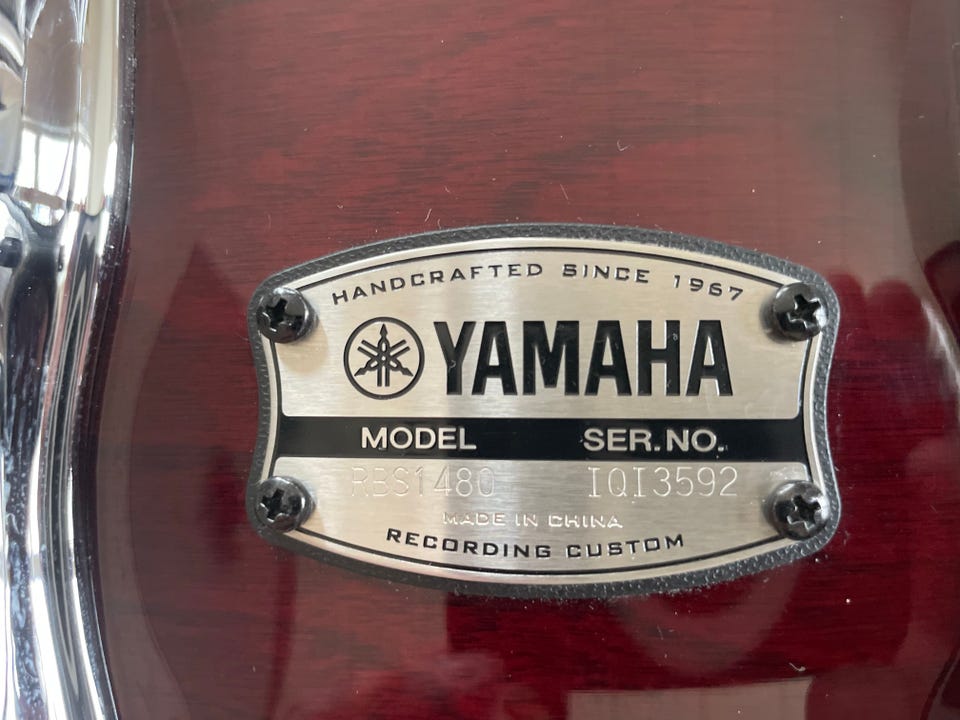 HANDCRAFTED SINCE 1967
YAMAHA
MODEL SER.NO.
RBS1480 IQI3592
MADE IN CHINA
RECORDING CUSTOM